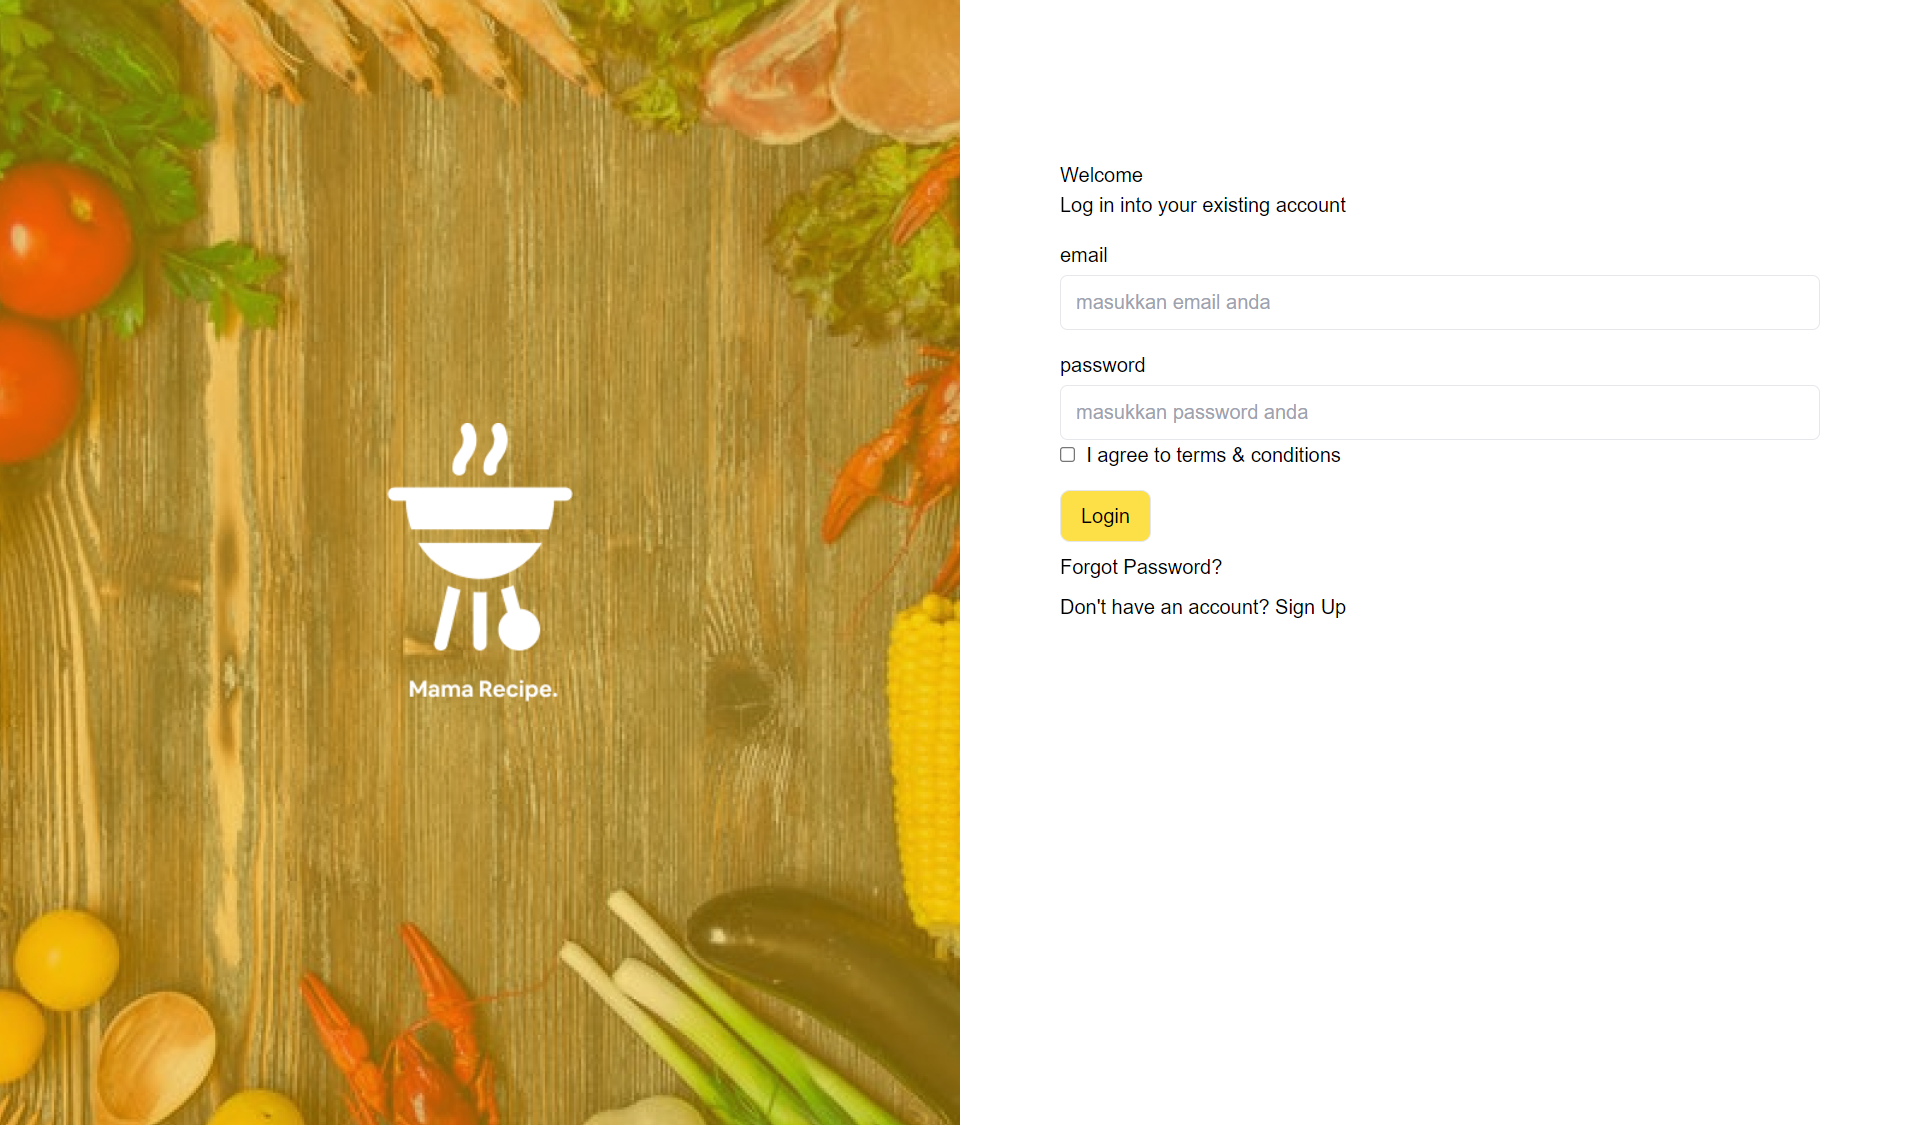 Mama Recipe.
Welcome
Log in into your existing account
email
masukkan email anda
password
masukkan password anda
I agree to terms & conditions
Login
Forgot Password?
Don't have an account? Sign Up